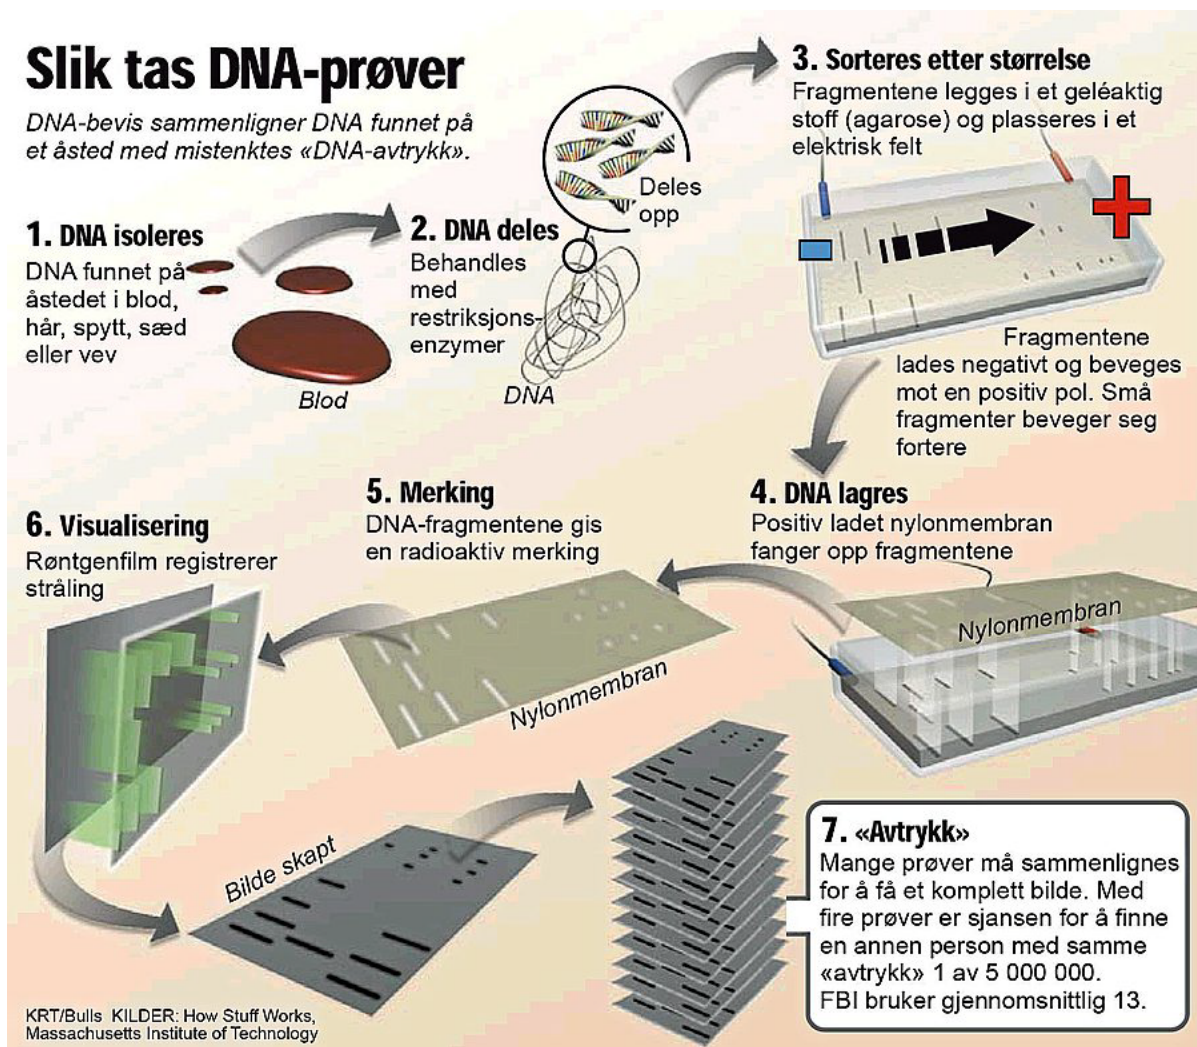 Slik tas DNA-prøver
DNA-bevis sammenligner DNA funnet på
et åsted med mistenktes «DNA-avtrykk».
1. DNA isoleres
DNA funnet på
åstedet i blod,
hår, spytt, sæd
eller vev
Blod
2. DNA deles
Behandles
med
restriksjons-
enzymer
DNA
Deles
opp
3. Sorteres etter størrelse
Fragmentene legges i et geléaktig
stoff (agarose) og plasseres i et
elektrisk felt
Fragmentene
lades negativt og beveges
mot en positiv pol. Små
fragmenter beveger seg
fortere
4. DNA lagres
Positiv ladet nylonmembran
fanger opp fragmentene
Nylonmembran
5. Merking
DNA-fragmentene gis
en radioaktiv merking
Nylonmembran
6. Visualisering
Røntgenfilm registrerer
stråling
Bilde skapt
7. «Avtrykk»
Mange prøver må sammenlignes
for å få et komplett bilde. Med
fire prøver er sjansen for å finne
en annen person med samme
«avtrykk» 1 av 5 000 000.
FBI bruker gjennomsnittlig 13.
KRT/Bulls KILDER: How Stuff Works,
Massachusetts Institute of Technology